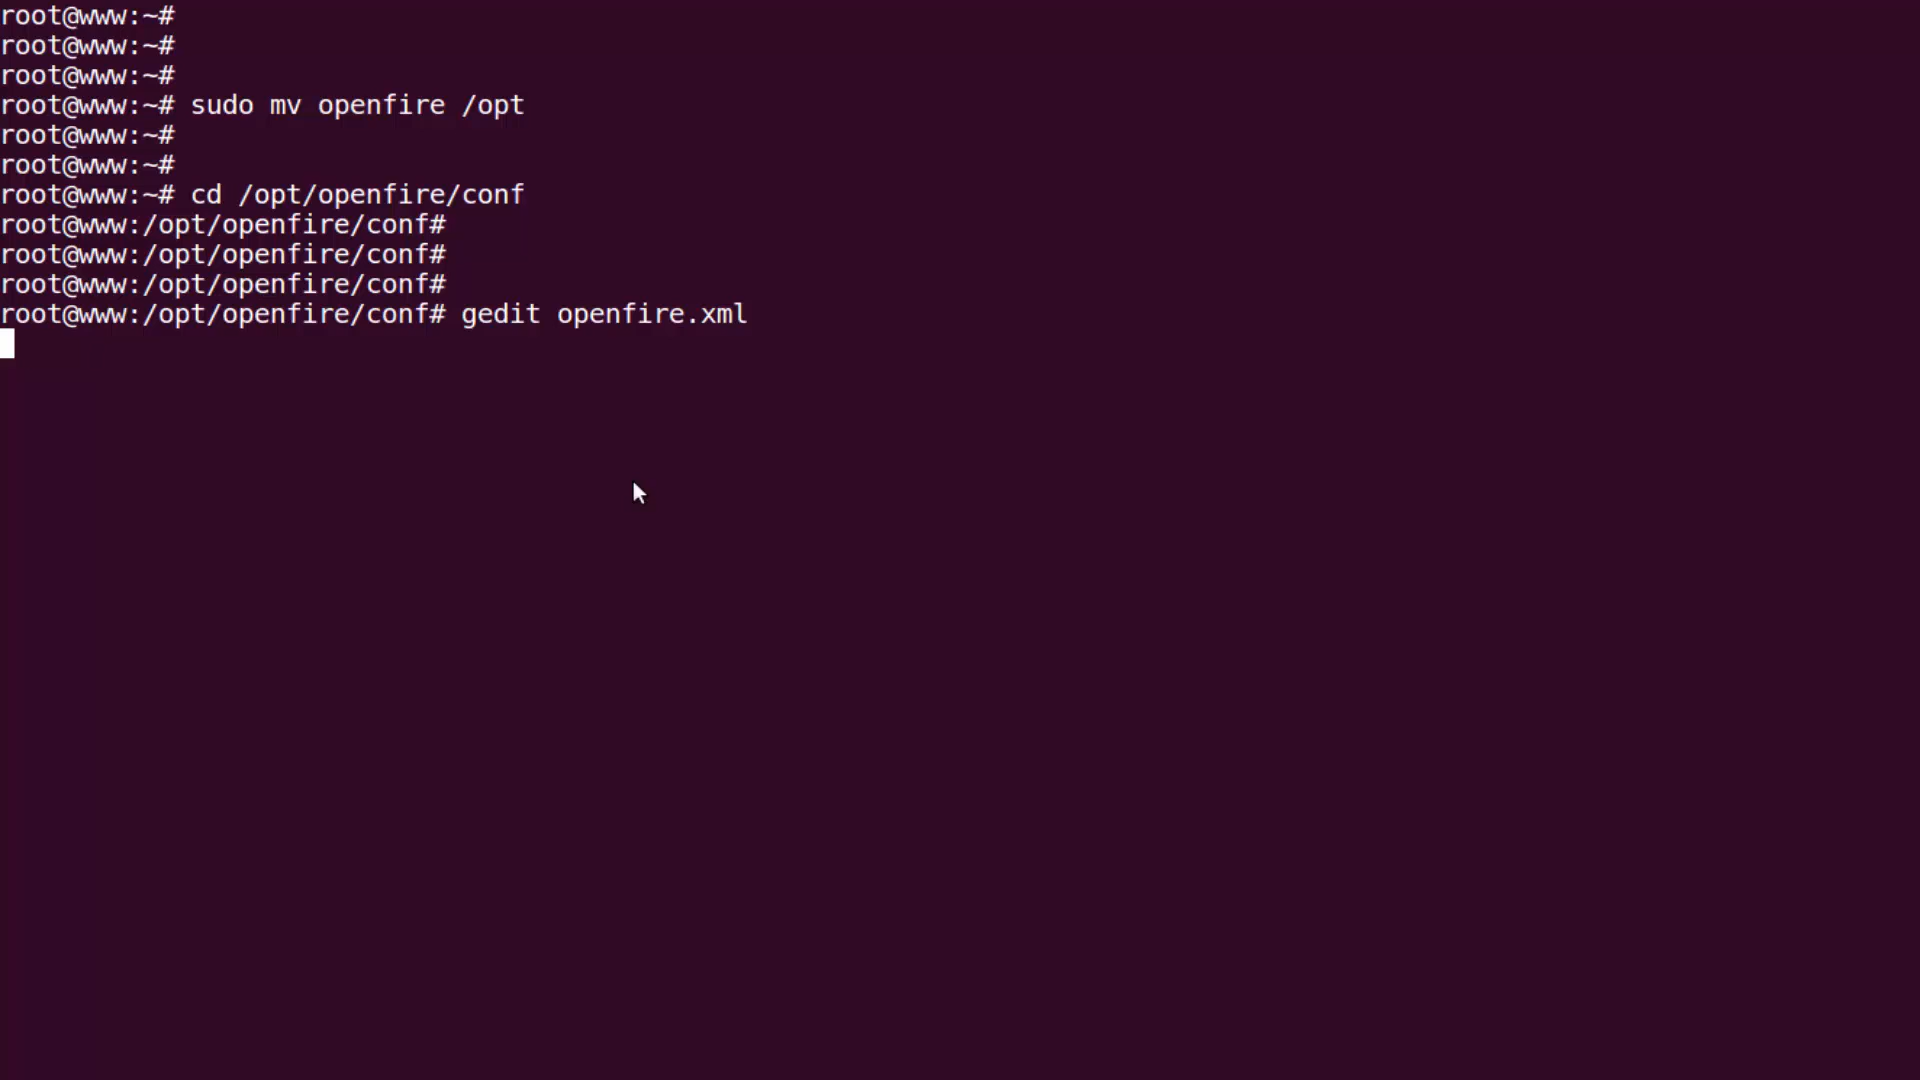 root@www:~#
root@www:~#
root@www:~#
root@www:~# sudo mv openfire /opt
root@www:~#
root@www:~#
root@www:~# cd /opt/openfire/conf
root@www:/opt/openfire/conf#
root@www:/opt/openfire/conf#
root@www:/opt/openfire/conf#
root@www:/opt/openfire/conf# gedit openfire.xml